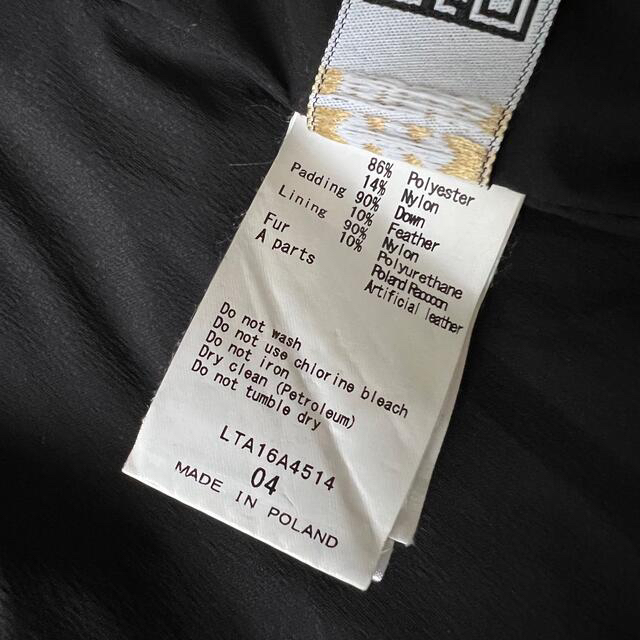 86% Polyester
14% Nylon
Padding 90% Down
10% Feather
Lining 90% Nylon
10% Polyurethane
Fur Poland Racoon
A parts Artificial leather
Do not wash
Do not use chlorine bleach
Do not iron
Dry clean (Petroleum)
Do not tumble dry
LTA16A4514
04
MADE IN POLAND